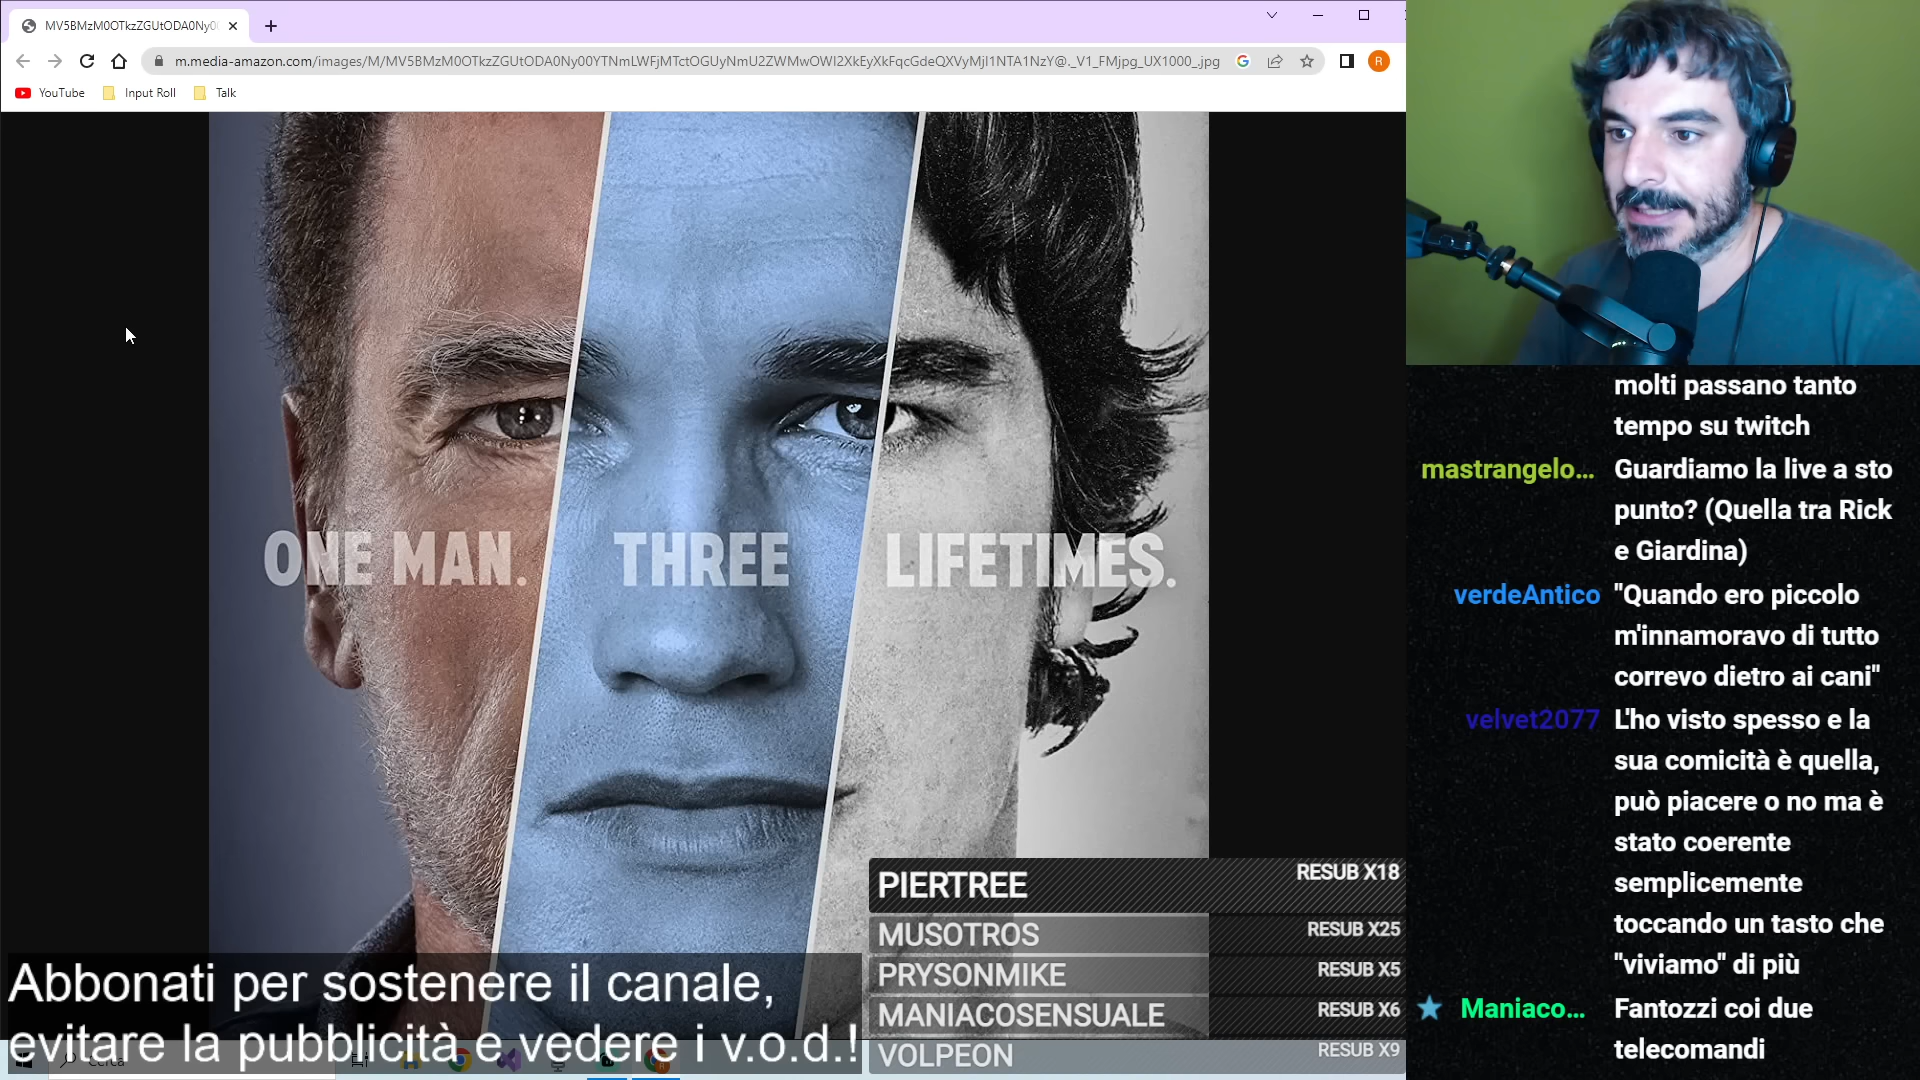 MV5BMzM0OTkzZGUtODA0Ny0
m.media-amazon.com/images/M/MV5BMzM0OTkzZGUtODA0Ny00YTNmLWFjMTctOGUyNmU2ZWMwOWI2XkEyXkFqcGdeQXVyMjI1NTA1NzY@._V1_FMjpg_UX1000_.jpg
R
YouTube
Input Roll
Talk
ONE MAN. THREE LIFETIMES.
molti passano tanto
tempo su twitch
mastrangelo... Guardiamo la live a sto
punto? (Quella tra Rick
e Giardina)
verdeAntico "Quando ero piccolo
m'innamoravo di tutto
correvo dietro ai cani"
velvet2077 L'ho visto spesso e la
sua comicità è quella,
può piacere o no ma è
stato coerente
semplicemente
toccando un tasto che
"viviamo" di più
Maniaco... Fantozzi coi due
telecomandi
PIERTREE RESUB X18
MUSOTROS RESUB X25
PRYSONMIKE RESUB X5
MANIACOSENSUALE RESUB X6
VOLPEON RESUB X9
Abbonati per sostenere il canale,
evitare la pubblicità e vedere i v.o.d.!
Cerca